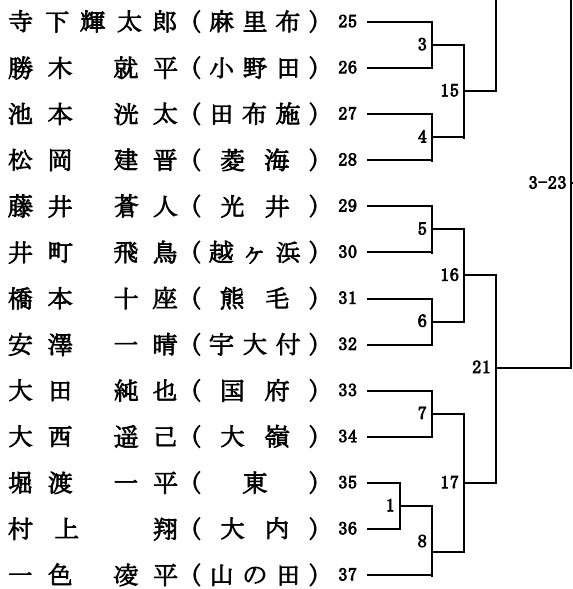 寺下輝太郎（麻里布） 25
3
勝木 就平（小野田） 26
15
池本 洸太（田布施） 27
4
松岡 建晋（菱海） 28
3-23
藤井 蒼人（光井） 29
5
井町 飛鳥（越ヶ浜） 30
16
橋本 十座（熊毛） 31
6
安澤 一晴（宇大付） 32
21
大田 純也（国府） 33
7
大西 遥己（大嶺） 34
堀渡 一平（東） 35
17
1
村上 翔（大内） 36
8
一色 凌平（山の田） 37